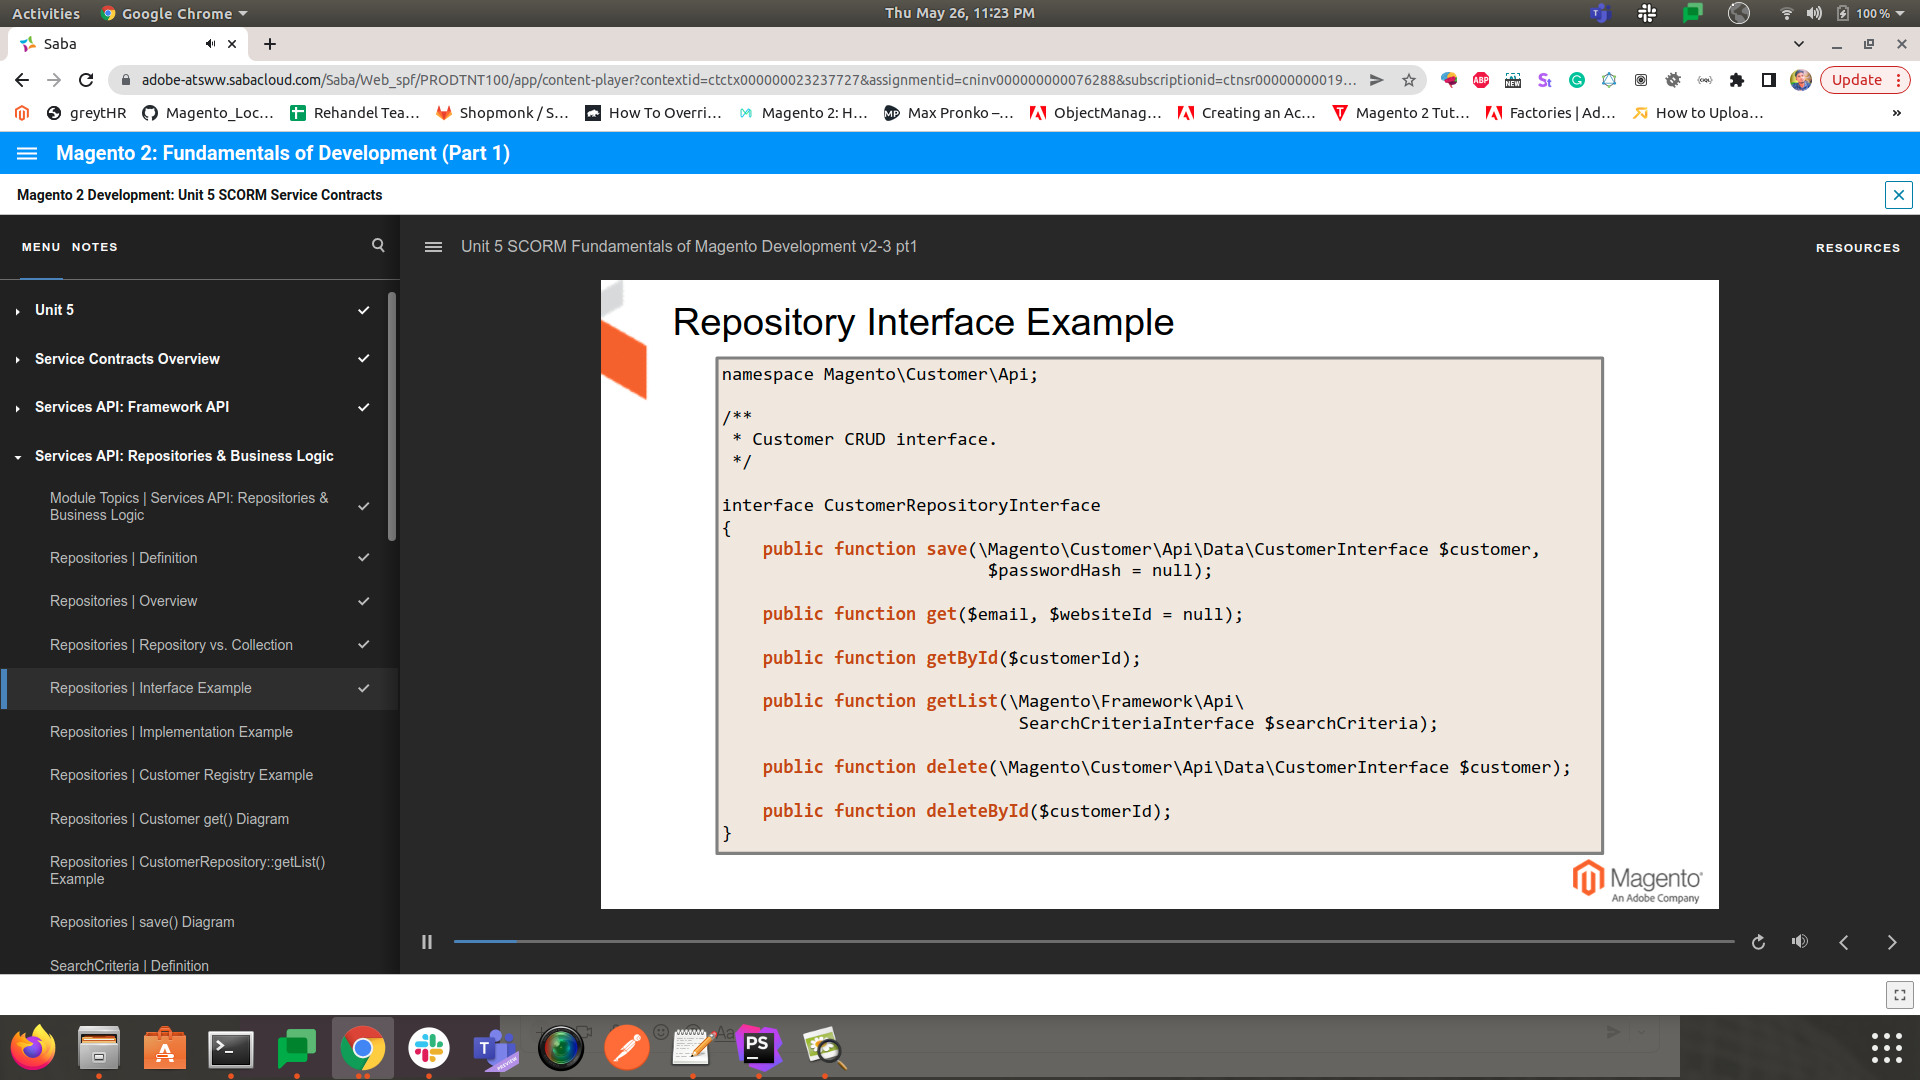 Activities
Google Chrome
Thu May 26, 11:23 PM
100 %
Saba
adobe-atsww.sabacloud.com/Saba/Web_spf/PRODTNT100/app/content-player?contextid=ctctx000000023237727&assignmentid=cninv000000000076288&subscriptionid=ctnsr00000000019...
ABP
NEW
St
Update
greytHR
Magento_Loc...
Rehandel Tea...
Shopmonk / S...
How To Overri...
Magento 2: H...
Max Pronko –...
ObjectManag...
Creating an Ac...
Magento 2 Tut...
Factories | Ad...
How to Uploa...
»
Magento 2: Fundamentals of Development (Part 1)
Magento 2 Development: Unit 5 SCORM Service Contracts
MENU
NOTES
Unit 5 SCORM Fundamentals of Magento Development v2-3 pt1
RESOURCES
Unit 5
Service Contracts Overview
Services API: Framework API
Services API: Repositories & Business Logic
Module Topics | Services API: Repositories &
Business Logic
Repositories | Definition
Repositories | Overview
Repositories | Repository vs. Collection
Repositories | Interface Example
Repositories | Implementation Example
Repositories | Customer Registry Example
Repositories | Customer get() Diagram
Repositories | CustomerRepository::getList()
Example
Repositories | save() Diagram
SearchCriteria | Definition
Repository Interface Example
namespace Magento\Customer\Api;
/**
* Customer CRUD interface.
*/
interface CustomerRepositoryInterface
{
public function save(\Magento\Customer\Api\Data\CustomerInterface $customer,
$passwordHash = null);
public function get($email, $websiteId = null);
public function getById($customerId);
public function getList(\Magento\Framework\Api\
SearchCriteriaInterface $searchCriteria);
public function delete(\Magento\Customer\Api\Data\CustomerInterface $customer);
public function deleteById($customerId);
}
Magento
An Adobe Company
PS